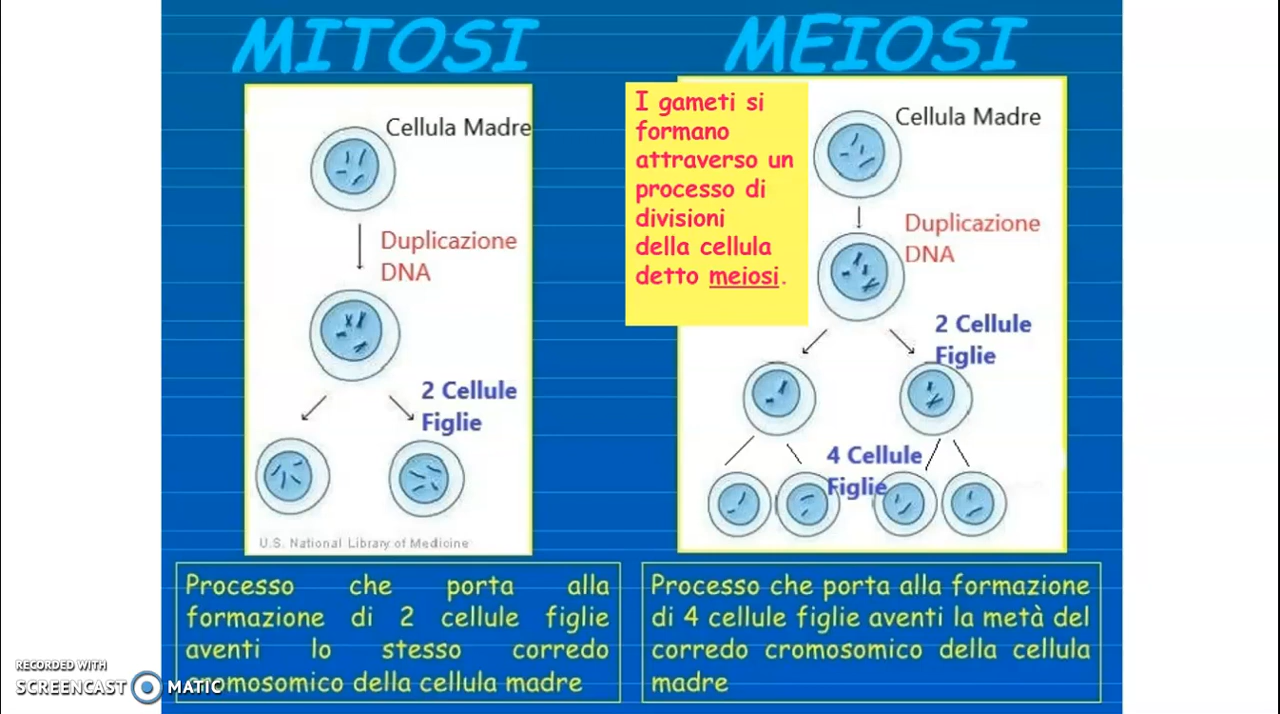 MITOSI
Cellula Madre
Duplicazione
DNA
2 Cellule
Figlie
U.S. National Library of Medicine
Processo che porta alla
formazione di 2 cellule figlie
aventi lo stesso corredo
cromosomico della cellula madre
MEIOSI
I gameti si
formano
attraverso un
processo di
divisioni
della cellula
detto meiosi.
Cellula Madre
Duplicazione
DNA
2 Cellule
Figlie
4 Cellule
Figlie
Processo che porta alla formazione
di 4 cellule figlie aventi la metà del
corredo cromosomico della cellula
madre
RECORDED WITH
SCREENCAST MATIC